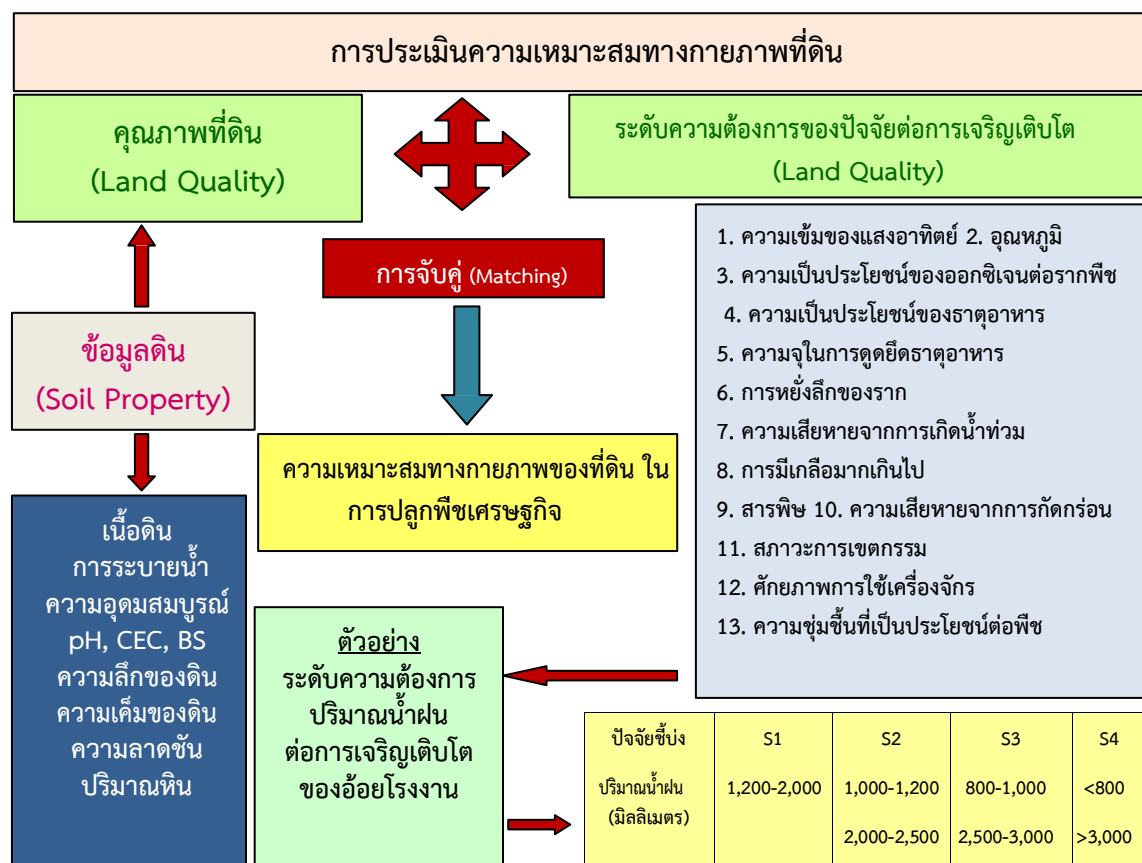 การประเมินความเหมาะสมทางกายภาพที่ดิน
คุณภาพที่ดิน
(Land Quality)
ระดับความต้องการของปัจจัยต่อการเจริญเติบโต
(Land Quality)
การจับคู่ (Matching)
ข้อมูลดิน
(Soil Property)
1. ความเข้มของแสงอาทิตย์ 2. อุณหภูมิ
3. ความเป็นประโยชน์ของออกซิเจนต่อรากพืช
4. ความเป็นประโยชน์ของธาตุอาหาร
5. ความจุในการดูดยึดธาตุอาหาร
6. การหยั่งลึกของราก
7. ความเสียหายจากการเกิดน้ำท่วม
8. การมีเกลือมากเกินไป
9. สารพิษ 10. ความเสียหายจากการกัดกร่อน
11. สภาวะการเขตกรรม
12. ศักยภาพการใช้เครื่องจักร
13. ความชุ่มชื้นที่เป็นประโยชน์ต่อพืช
ความเหมาะสมทางกายภาพของที่ดิน ใน
การปลูกพืชเศรษฐกิจ
เนื้อดิน
การระบายน้ำ
ความอุดมสมบูรณ์
pH, CEC, BS
ความลึกของดิน
ความเค็มของดิน
ความลาดชัน
ปริมาณหิน
ตัวอย่าง
ระดับความต้องการ
ปริมาณน้ำฝน
ต่อการเจริญเติบโต
ของอ้อยโรงงาน
ปัจจัยชี้บ่ง S1 S2 S3 S4
ปริมาณน้ำฝน 1,200-2,000 1,000-1,200 800-1,000 <800
(มิลลิเมตร)
2,000-2,500 2,500-3,000 >3,000